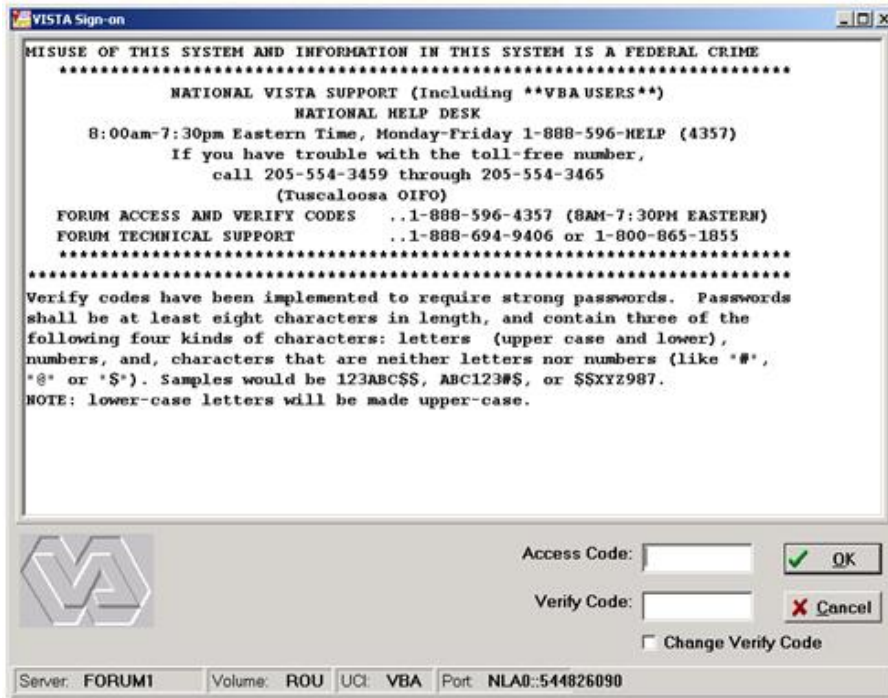 VISTA Sign-on
MISUSE OF THIS SYSTEM AND INFORMATION IN THIS SYSTEM IS A FEDERAL CRIME
***********************************************************************
NATIONAL VISTA SUPPORT (Including **VBA USERS**)
NATIONAL HELP DESK
8:00am-7:30pm Eastern Time, Monday-Friday 1-888-596-HELP (4357)
If you have trouble with the toll-free number,
call 205-554-3459 through 205-554-3465
(Tuscaloosa OIFO)
FORUM ACCESS AND VERIFY CODES ..1-888-596-4357 (8AM-7:30PM EASTERN)
FORUM TECHNICAL SUPPORT ..1-888-694-9406 or 1-800-865-1855
***********************************************************************
**************************************************************************
Verify codes have been implemented to require strong passwords. Passwords
shall be at least eight characters in length, and contain three of the
following four kinds of characters: letters (upper case and lower),
numbers, and, characters that are neither letters nor numbers (like "#",
"@" or "$"). Samples would be 123ABC$$, ABC123#$, or $$XYZ987.
NOTE: lower-case letters will be made upper-case.
VA
Access Code:
OK
Verify Code:
Cancel
Change Verify Code
Server: FORUM1 Volume: ROU UCI: VBA Port: NLA0::544826090